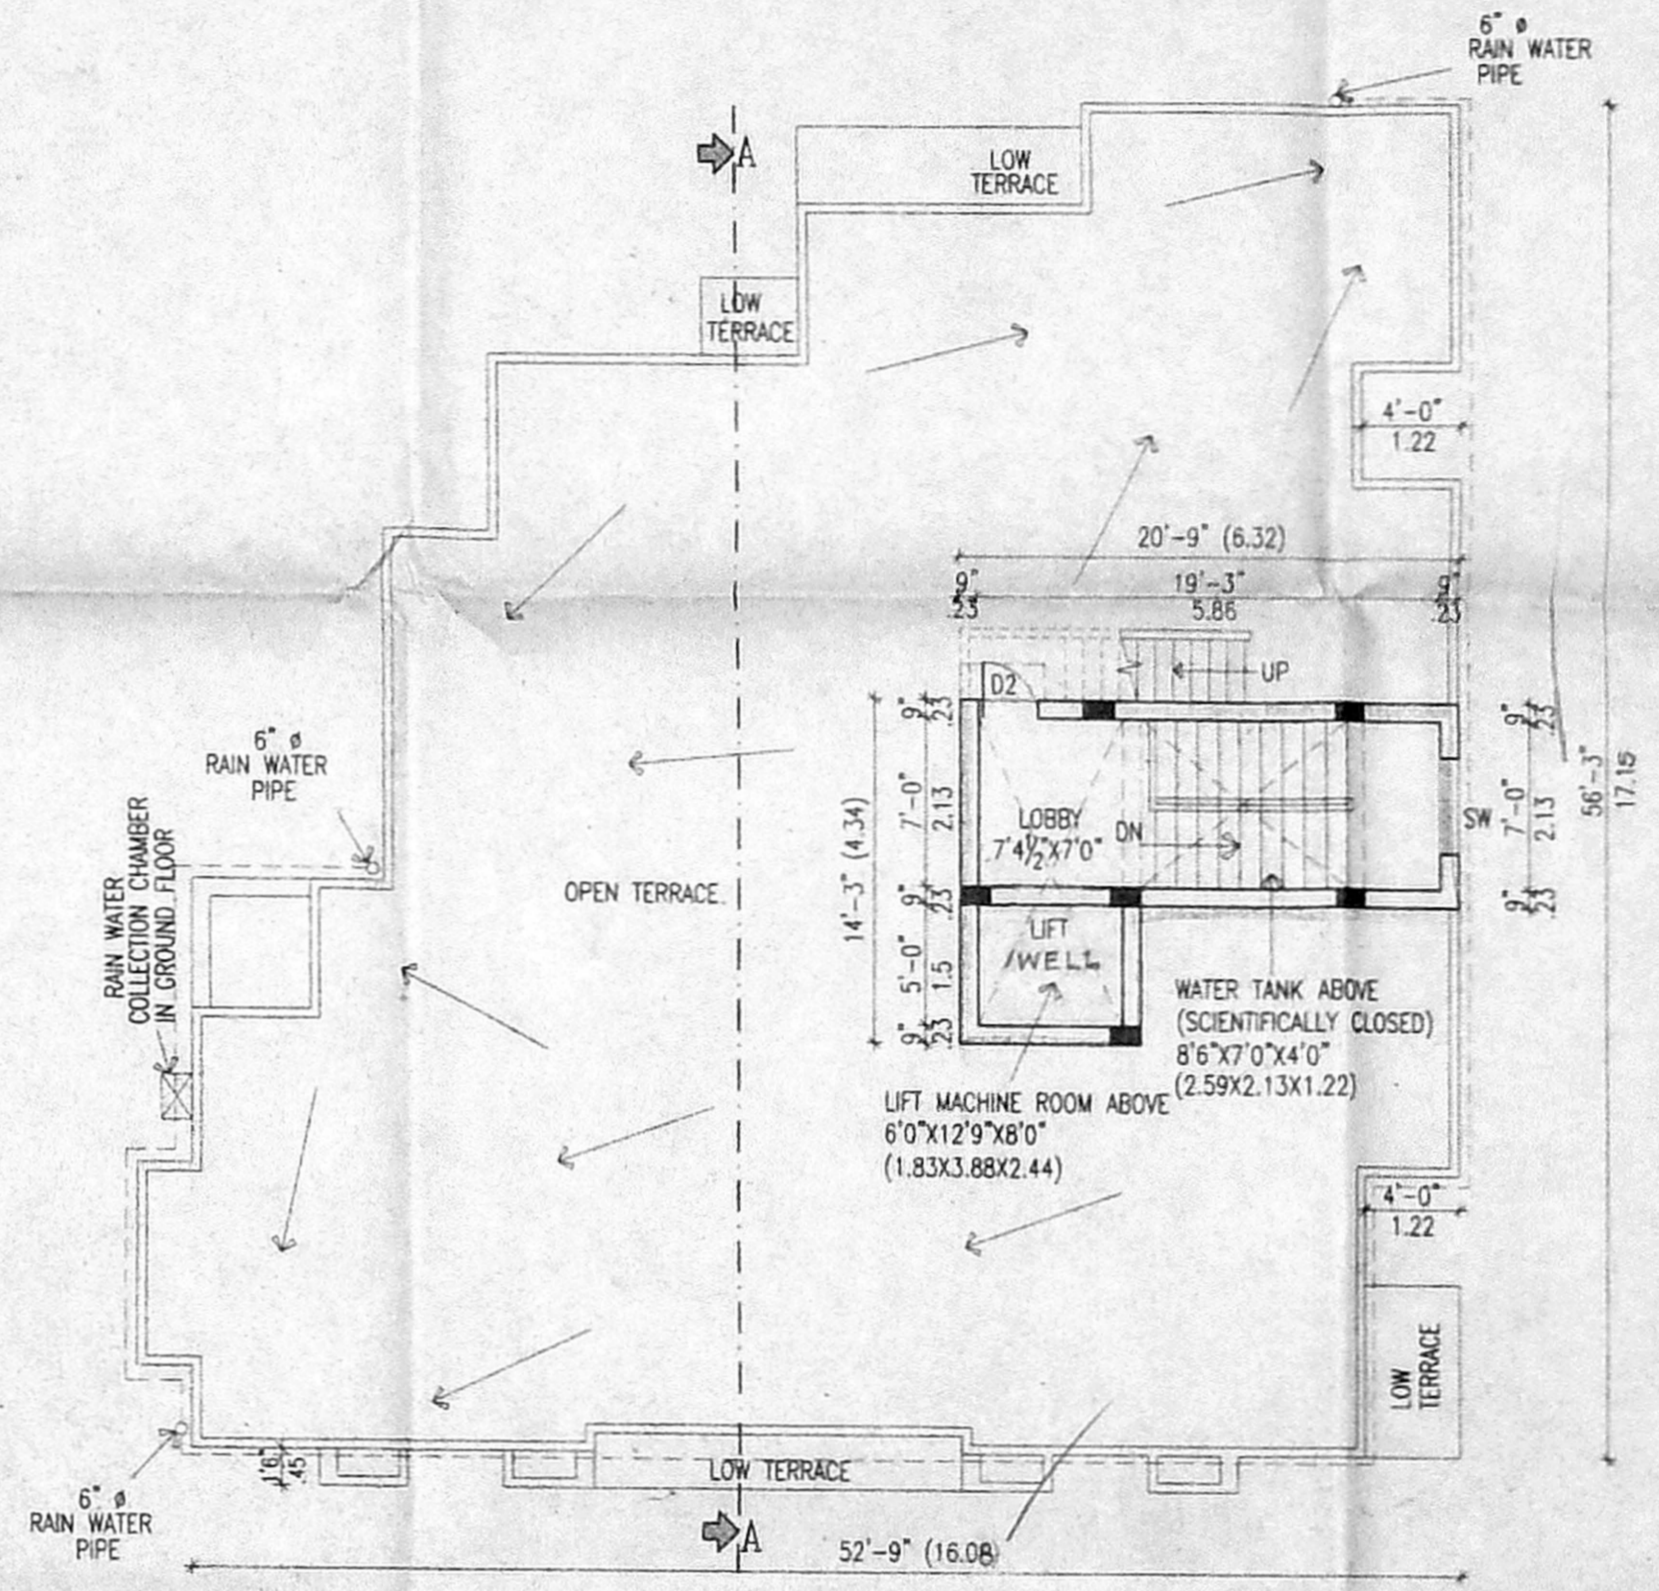 6" ø
RAIN WATER
PIPE
A
LOW
TERRACE
LOW
TERRACE
4'-0"
1.22
20'-9" (6.32)
9"
.23
19'-3"
5.86
9"
.23
UP
D2
9"
.23
7'-0"
2.13
9"
.23
5'-0"
1.5
9"
.23
14'-3" (4.34)
LOBBY
7'4½"X7'0"
DN
SW
9"
.23
7'-0"
2.13
9"
.23
56'-3"
17.15
6" ø
RAIN WATER
PIPE
RAIN WATER
COLLECTION CHAMBER
IN GROUND FLOOR
OPEN TERRACE.
LIFT
WELL
WATER TANK ABOVE
(SCIENTIFICALLY CLOSED)
8'6"X7'0"X4'0"
(2.59X2.13X1.22)
LIFT MACHINE ROOM ABOVE
6'0"X12'9"X8'0"
(1.83X3.88X2.44)
4'-0"
1.22
LOW
TERRACE
1'6"
.45
LOW TERRACE
6" ø
RAIN WATER
PIPE
A
52'-9" (16.08)